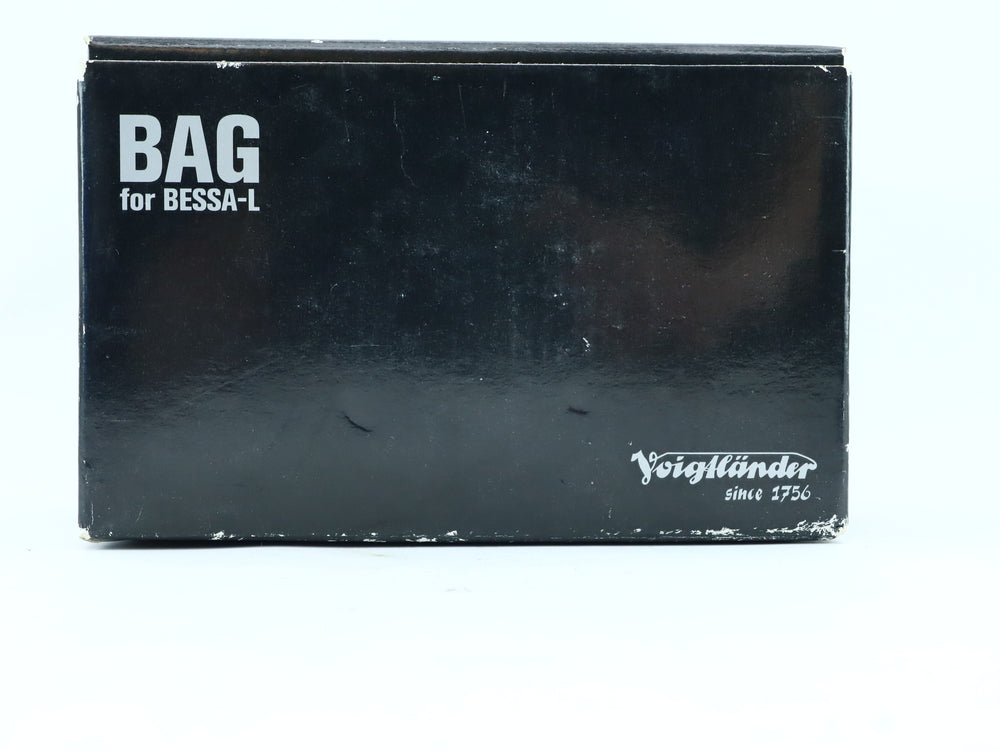 BAG
for BESSA-L
Voigtländer
since 1756